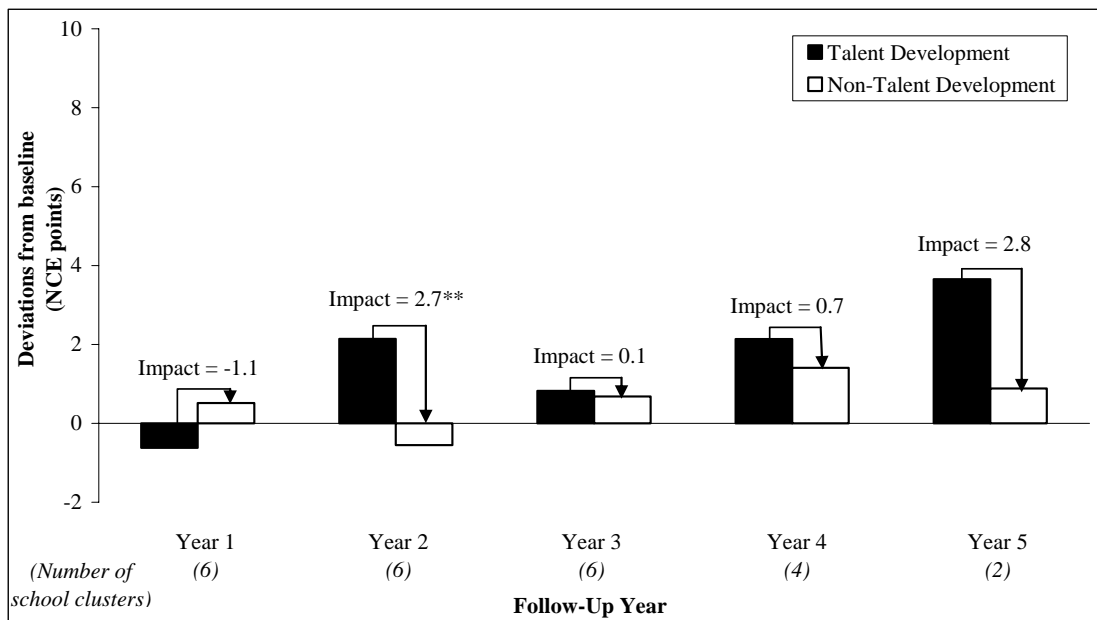 10
8
6
4
2
0
-2
Deviations from baseline
(NCE points)
Talent Development
Non-Talent Development
Impact = -1.1
Impact = 2.7**
Impact = 0.1
Impact = 0.7
Impact = 2.8
Year 1
Year 2
Year 3
Year 4
Year 5
(Number of
school clusters)
(6)
(6)
(6)
(4)
(2)
Follow-Up Year